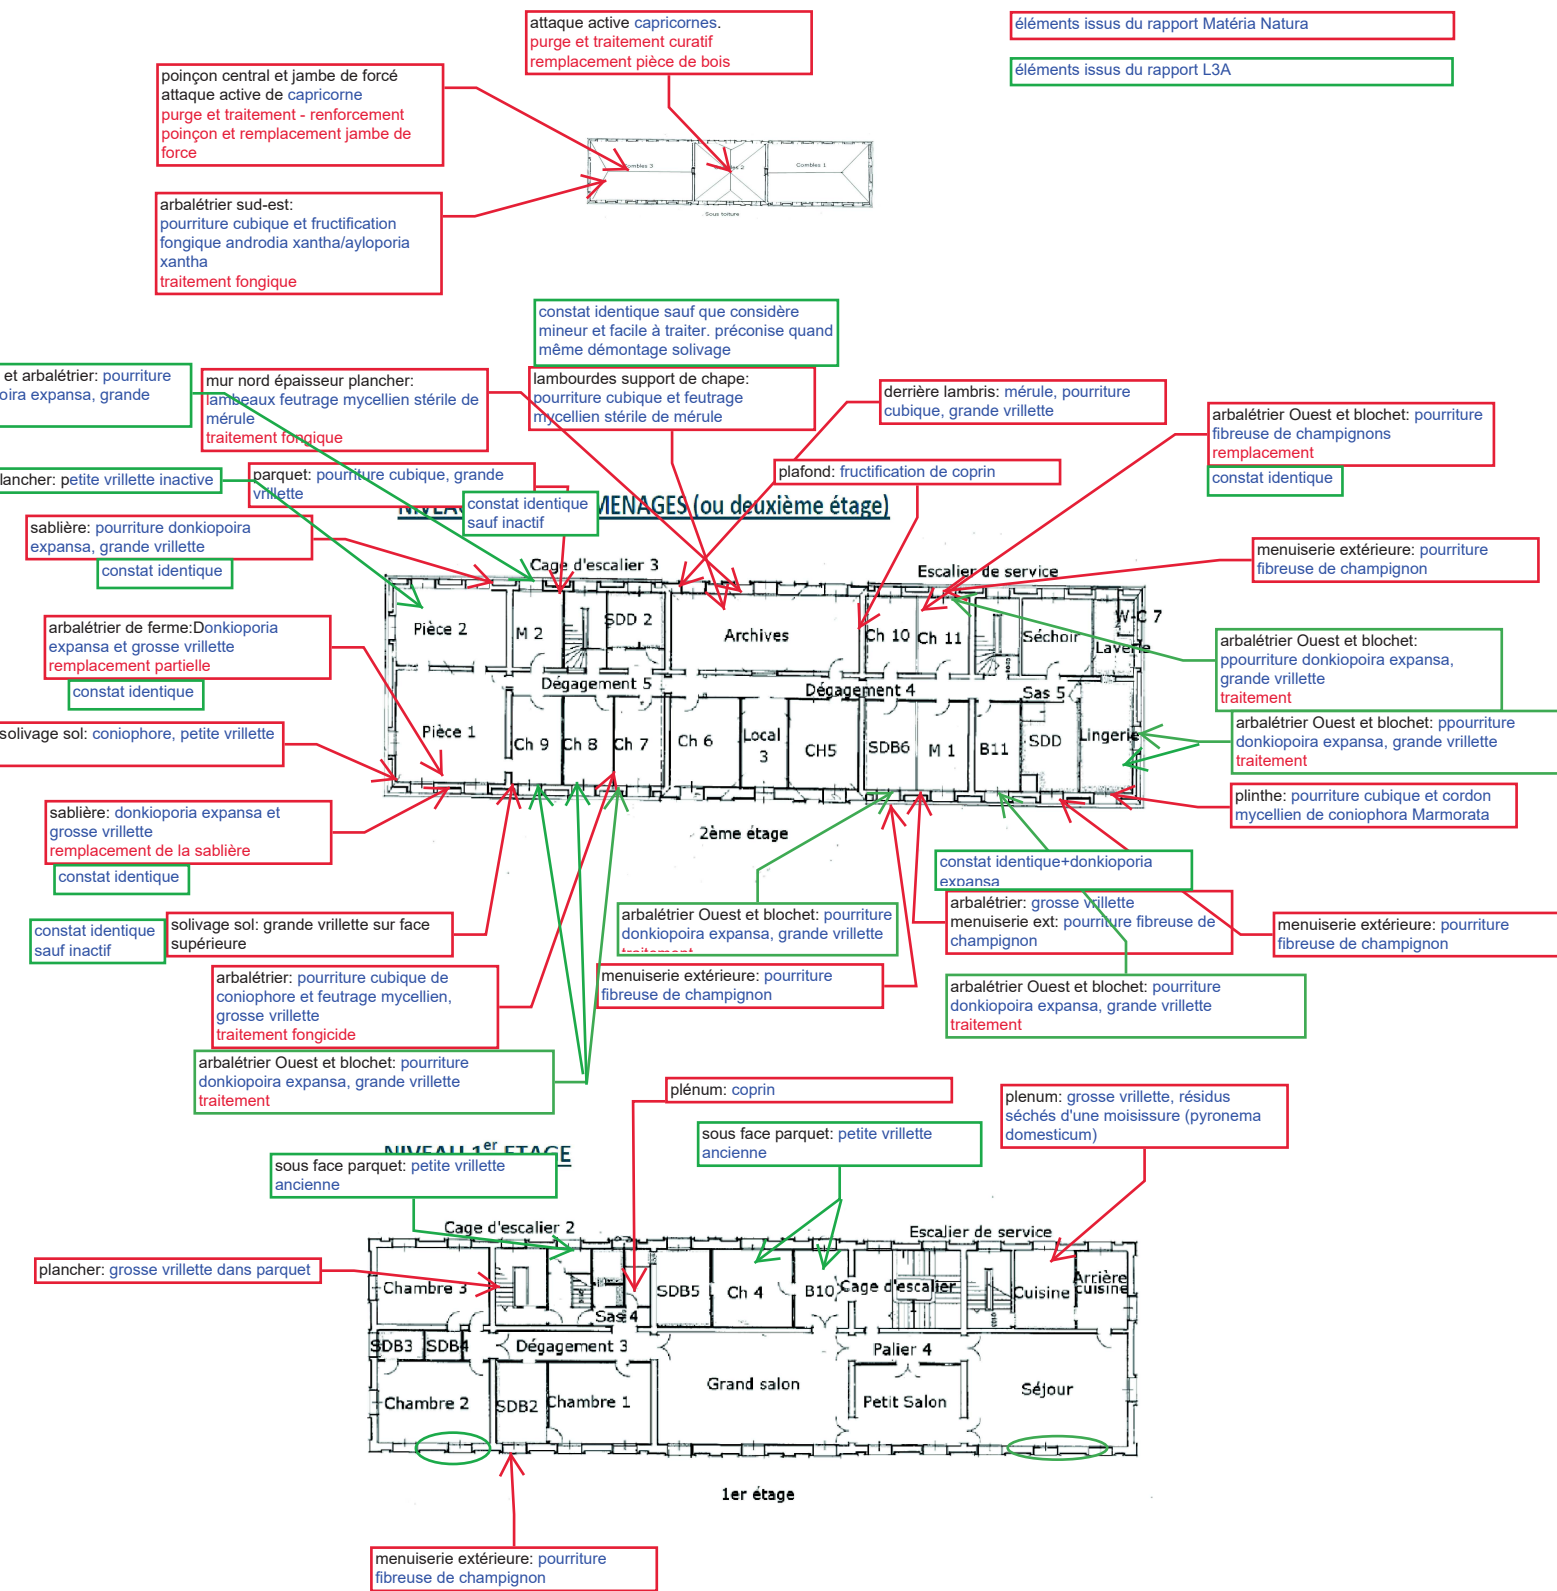 attaque active capricornes.
purge et traitement curatif
remplacement pièce de bois
éléments issus du rapport Matéria Natura
éléments issus du rapport L3A
poinçon central et jambe de forcé
attaque active de capricorne
purge et traitement - renforcement
poinçon et remplacement jambe de
force
Combles 1
arbalétrier sud-est:
pourriture cubique et fructification
fongique androdia xantha/ayloporia
xantha
traitement fongique
Sous toiture
constat identique sauf que considère
mineur et facile à traiter. préconise quand
même démontage solivage
et arbalétrier: pourriture
oira expansa, grande
mur nord épaisseur plancher:
lambeaux feutrage mycellien stérile de
mérule
traitement fongique
lambourdes support de chape:
pourriture cubique et feutrage
mycellien stérile de mérule
derrière lambris: mérule, pourriture
cubique, grande vrillette
arbalétrier Ouest et blochet: pourriture
fibreuse de champignons
remplacement
constat identique
lancher: petite vrillette inactive
parquet: pourriture cubique, grande
vrillette
constat identique
sauf inactif
plafond: fructification de coprin
MENAGES (ou deuxième étage)
sablière: pourriture donkiopoira
expansa, grande vrillette
constat identique
menuiserie extérieure: pourriture
fibreuse de champignon
Cage d'escalier 3
Escalier de service
Pièce 2
M 2
SDD 2
Archives
Ch 10
Ch 11
Séchoir
W-C 7
Laverie
arbalétrier de ferme:Donkioporia
expansa et grosse vrillette
remplacement partielle
constat identique
arbalétrier Ouest et blochet:
ppourriture donkiopoira expansa,
grande vrillette
traitement
Dégagement 5
Dégagement 4
Sas 5
solivage sol: coniophore, petite vrillette
Pièce 1
Ch 9
Ch 8
Ch 7
Ch 6
Local
3
CH5
SDB6
M 1
B11
SDD
Lingerie
arbalétrier Ouest et blochet: ppourriture
donkiopoira expansa, grande vrillette
traitement
sablière: donkioporia expansa et
grosse vrillette
remplacement de la sablière
constat identique
plinthe: pourriture cubique et cordon
mycellien de coniophora Marmorata
2ème étage
constat identique+donkioporia
expansa
constat identique
sauf inactif
solivage sol: grande vrillette sur face
supérieure
arbalétrier Ouest et blochet: pourriture
donkiopoira expansa, grande vrillette
traitement
arbalétrier: grosse vrillette
menuiserie ext: pourriture fibreuse de
champignon
menuiserie extérieure: pourriture
fibreuse de champignon
arbalétrier: pourriture cubique de
coniophore et feutrage mycellien,
grosse vrillette
traitement fongicide
menuiserie extérieure: pourriture
fibreuse de champignon
arbalétrier Ouest et blochet: pourriture
donkiopoira expansa, grande vrillette
traitement
arbalétrier Ouest et blochet: pourriture
donkiopoira expansa, grande vrillette
traitement
plénum: coprin
plenum: grosse vrillette, résidus
séchés d'une moisissure (pyronema
domesticum)
NIVEAU 1er ETAGE
sous face parquet: petite vrillette
ancienne
sous face parquet: petite vrillette
ancienne
Cage d'escalier 2
Escalier de service
plancher: grosse vrillette dans parquet
Chambre 3
Sas 4
SDB5
Ch 4
B10
Cage d'escalier
1
Cuisine
Arrière
cuisine
SDB3
SDB4
Dégagement 3
Palier 4
Chambre 2
SDB2
Chambre 1
Grand salon
Petit Salon
Séjour
1er étage
menuiserie extérieure: pourriture
fibreuse de champignon